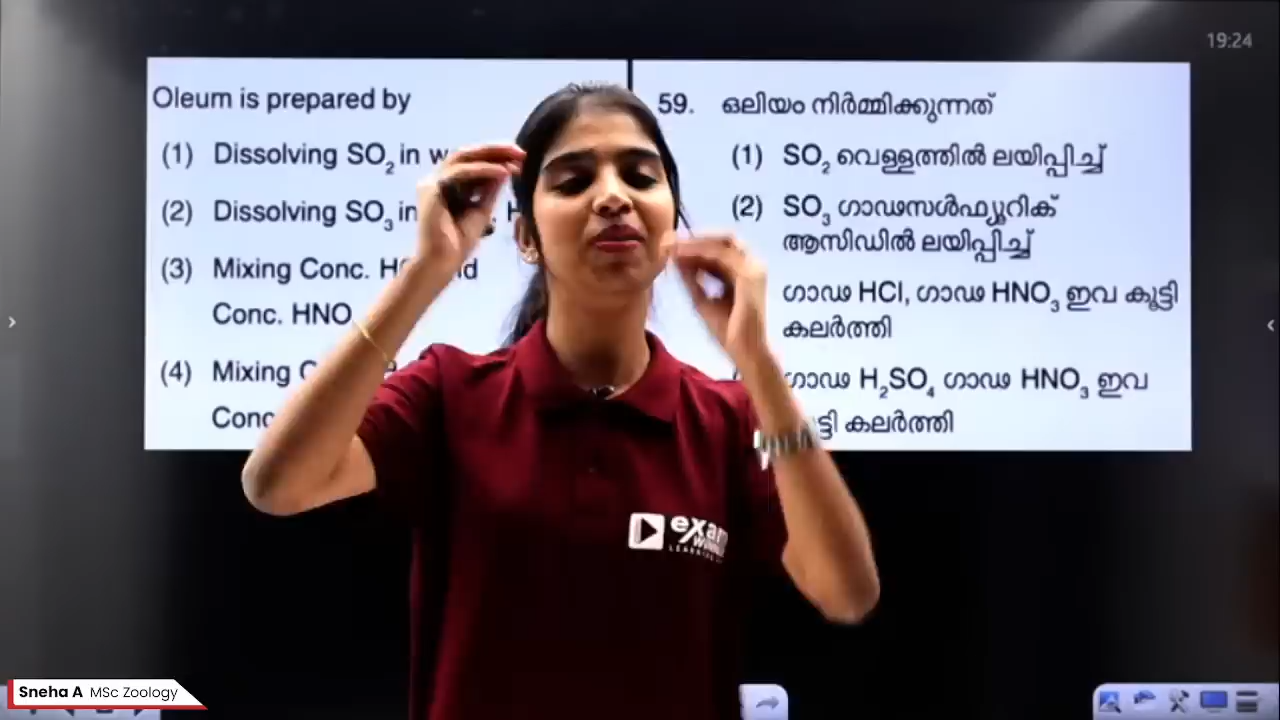 19:24
Oleum is prepared by
(1) Dissolving SO₂ in
(2) Dissolving SO₃ in
(3) Mixing Conc.
Conc. HNO
(4) Mixing
Conc
59. ഒലിയം നിർമ്മിക്കുന്നത്
(1) SO₂ വെള്ളത്തിൽ ലയിപ്പിച്ച്
(2) SO₃ ഗാഢസൾഫ്യൂറിക്
ആസിഡിൽ ലയിപ്പിച്ച്
ഗാഢ HCl, ഗാഢ HNO₃ ഇവ കൂട്ടി
കലർത്തി
ഗാഢ H₂SO₄ ഗാഢ HNO₃ ഇവ
കലർത്തി
exam
Sneha A MSc Zoology